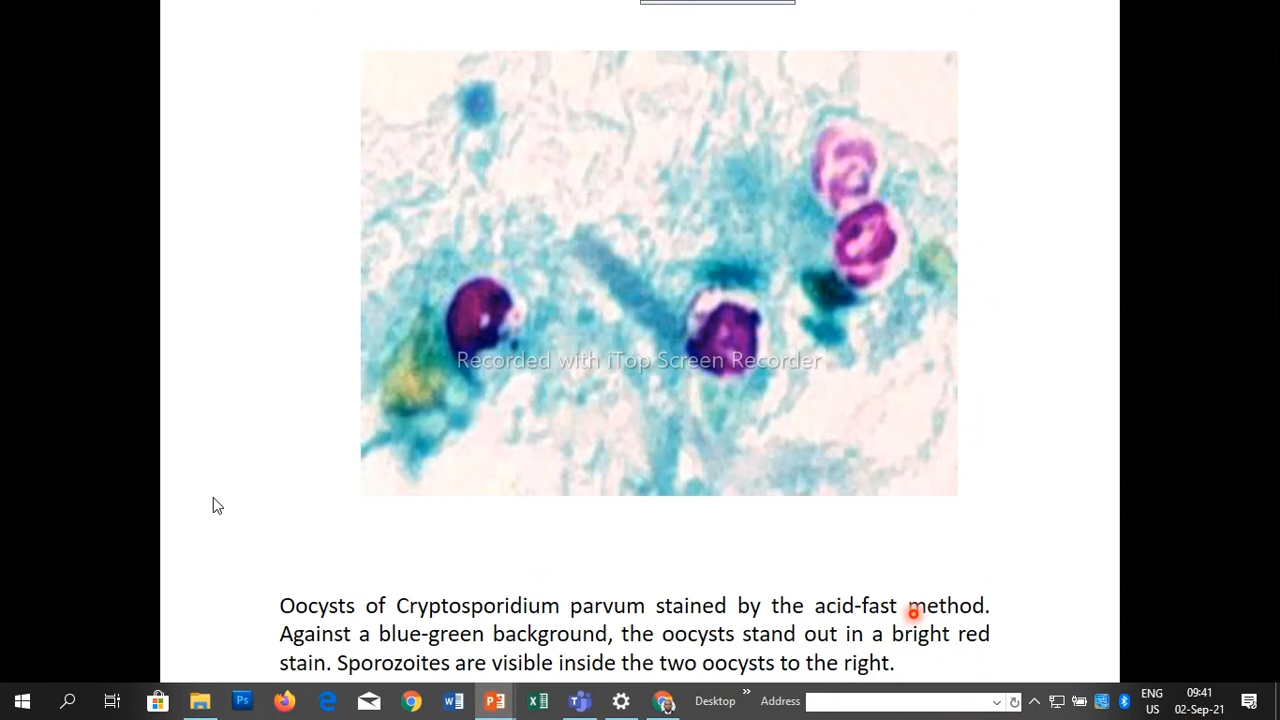 Recorded with iTop Screen Recorder
Oocysts of Cryptosporidium parvum stained by the acid-fast method.
Against a blue-green background, the oocysts stand out in a bright red
stain. Sporozoites are visible inside the two oocysts to the right.
Ps
Desktop
»
Address
ENG
US
09:41
02-Sep-21